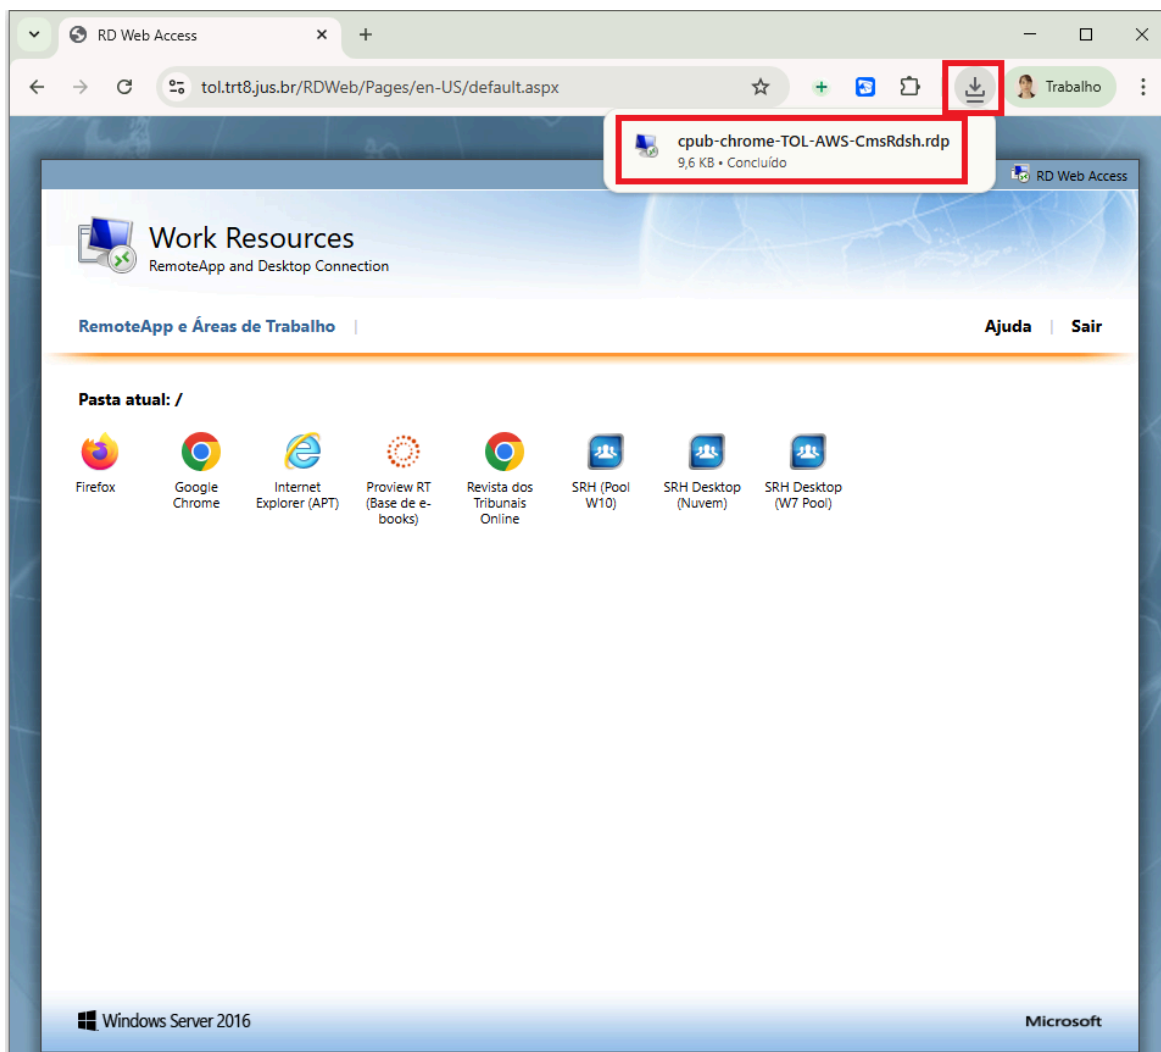 RD Web Access
tol.trt8.jus.br/RDWeb/Pages/en-US/default.aspx
Trabalho
cpub-chrome-TOL-AWS-CmsRdsh.rdp
9,6 KB • Concluído
RD Web Access
Work Resources
RemoteApp and Desktop Connection
RemoteApp e Áreas de Trabalho |
Ajuda | Sair
Pasta atual: /
Firefox
Google
Chrome
Internet
Explorer (APT)
Proview RT
(Base de e-
books)
Revista dos
Tribunais
Online
SRH (Pool
W10)
SRH Desktop
(Nuvem)
SRH Desktop
(W7 Pool)
Windows Server 2016
Microsoft